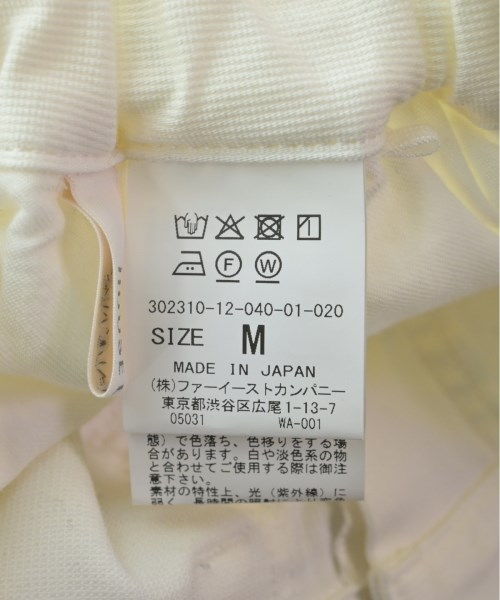 F W
302310-12-040-01-020
SIZE M
MADE IN JAPAN
(株)ファーイーストカンパニー
東京都渋谷区広尾1-13-7
05031 WA-001
態)で色落ち、色移りをする場
合があります。白や淡色系の物
と合わせてご使用する際は御注
意下さい。
素材の特性上、光(紫外線)に